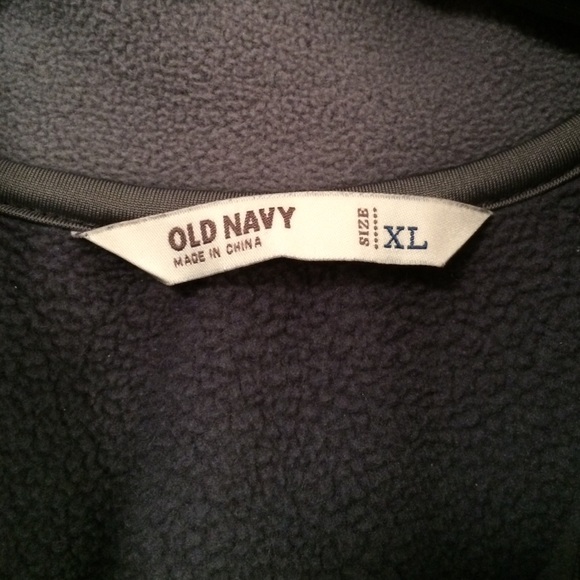 OLD NAVY
MADE IN CHINA
SIZE
XL